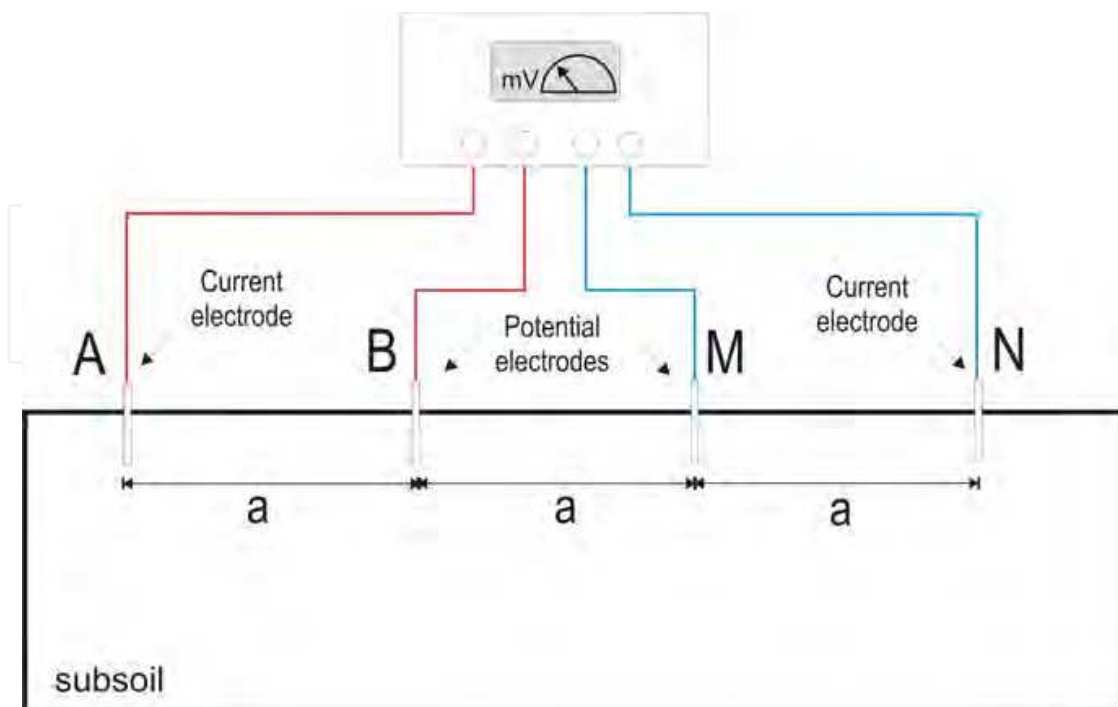 mV
Current
electrode
Current
electrode
A
B
Potential
electrodes
M
N
a
a
a
subsoil